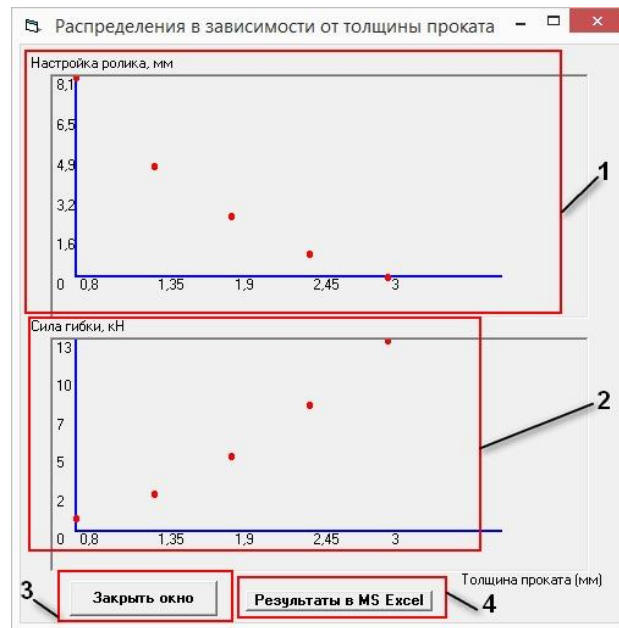 Распределения в зависимости от толщины проката
Настройка ролика, мм
8,1
6,5
4,9
3,2
1,6
0 0,8 1,35 1,9 2,45 3
1
Сила гибки, кН
13
10
7
5
2
0 0,8 1,35 1,9 2,45 3
2
Толщина проката (мм)
3
Закрыть окно
Результаты в MS Excel
4